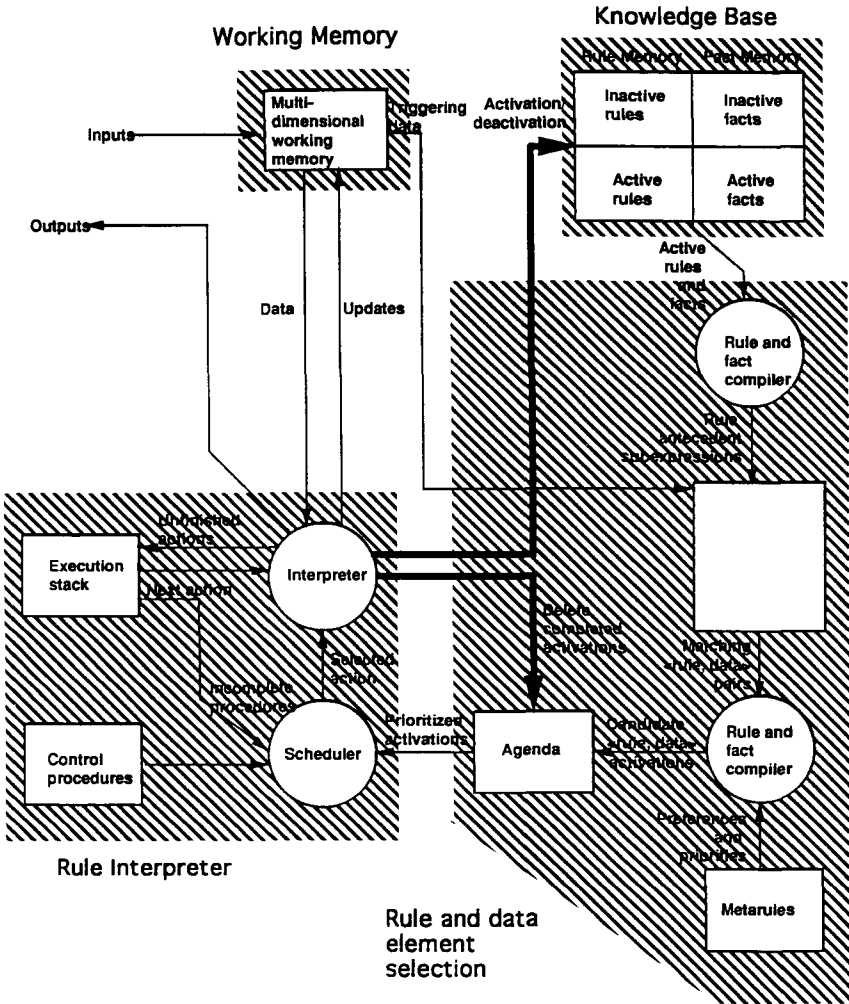 Knowledge Base
Working Memory
Rule Memory
Fact Memory
Multi-
dimensional
working
memory
Triggering
data
Activation/
deactivation
Inactive
rules
Inactive
facts
Active
rules
Active
facts
Inputs
Outputs
Data
Updates
Active
rules
and
facts
Rule and
fact
compiler
Rule
antecedent
subexpressions
Unfinished
actions
Execution
stack
Interpreter
Next action
Delete
completed
activations
Matching
<rule, data>
pairs
Selected
action
Incomplete
procedures
Prioritized
activations
Candidate
<rule, data>
activations
Control
procedures
Scheduler
Agenda
Rule and
fact
compiler
Preferences
and
priorities
Metarules
Rule Interpreter
Rule and data
element
selection